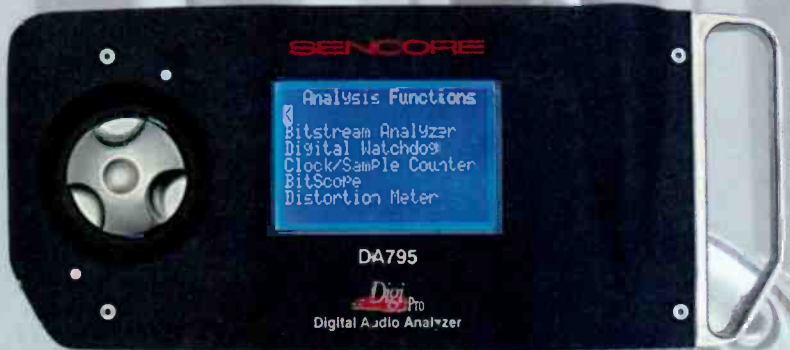 SENCORE
Analysis Functions
<
Bitstream Analyzer
Digital Watchdog
Clock/Sample Counter
BitScope
Distortion Meter
DA795
Digi Pro
Digital Audio Analyzer